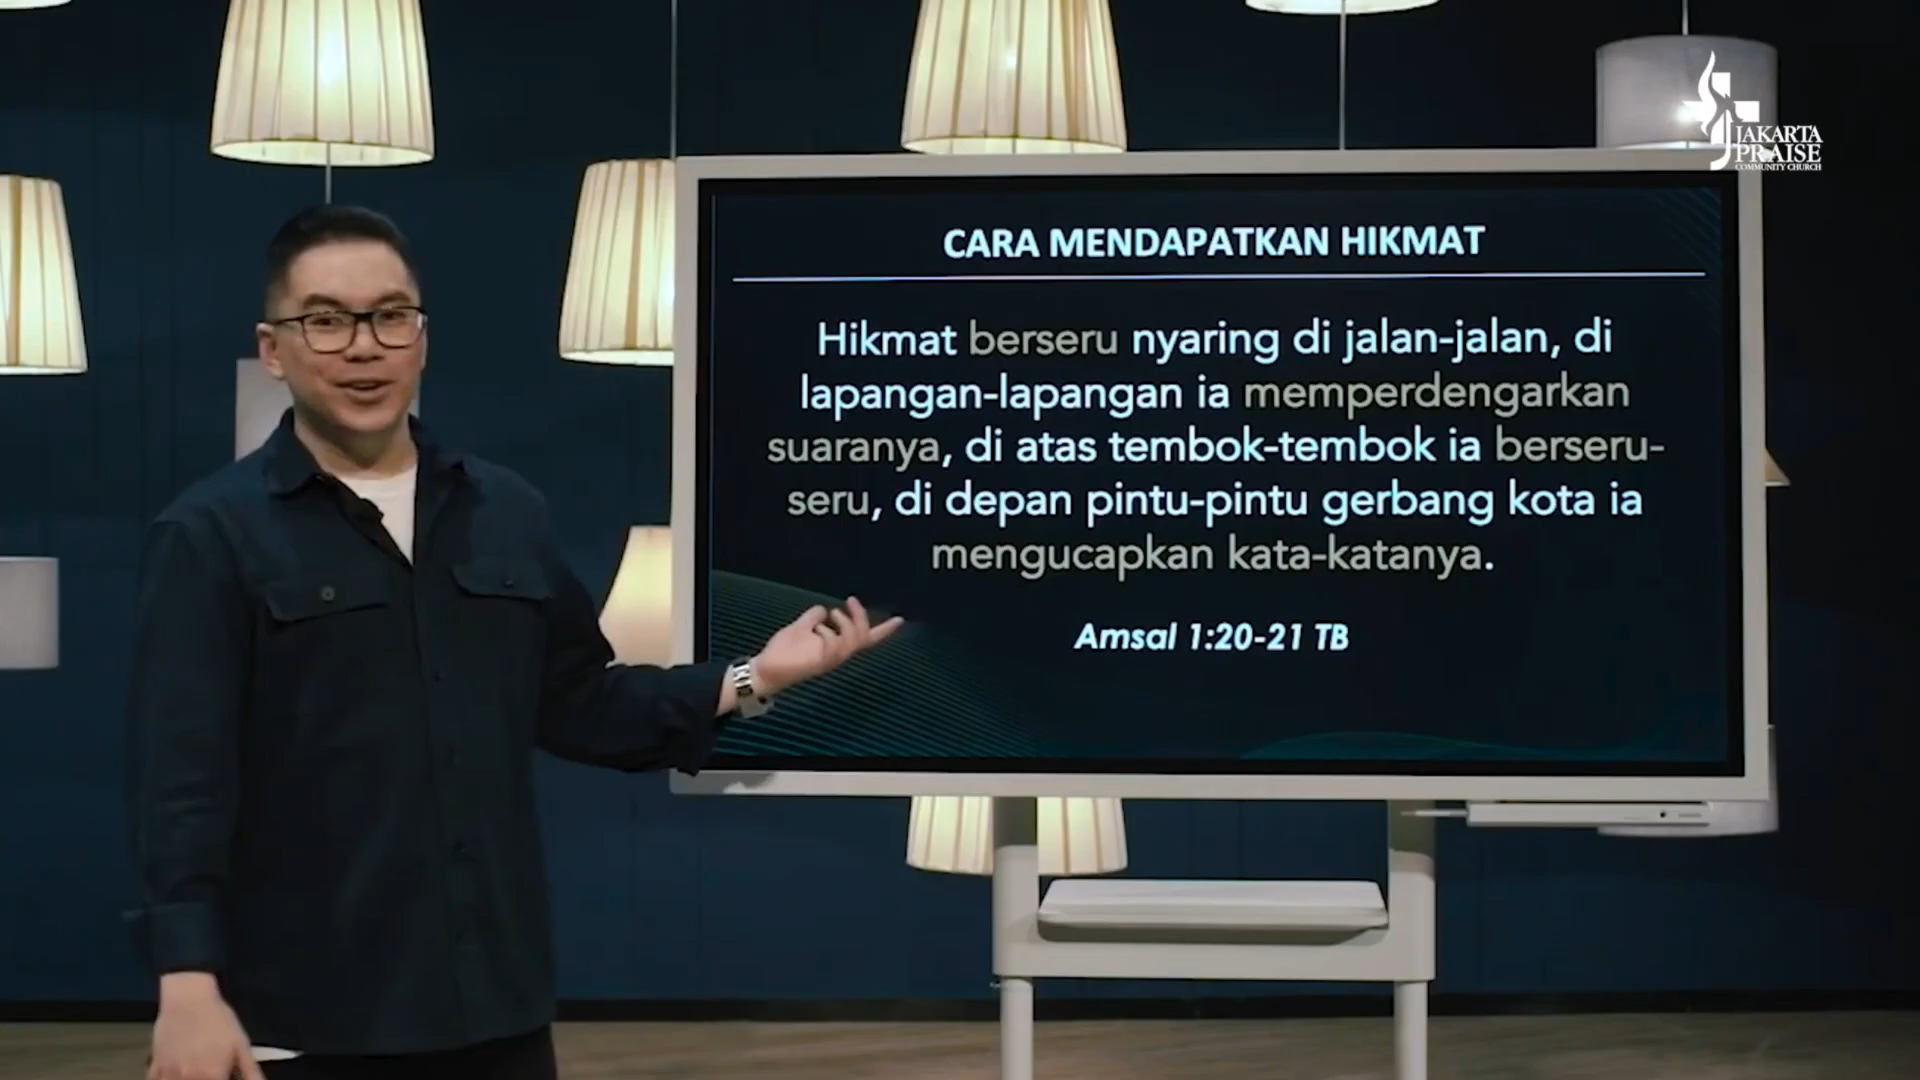 JAKARTA
PRAISE
COMMUNITY CHURCH
CARA MENDAPATKAN HIKMAT
Hikmat berseru nyaring di jalan-jalan, di
lapangan-lapangan ia memperdengarkan
suaranya, di atas tembok-tembok ia berseru-
seru, di depan pintu-pintu gerbang kota ia
mengucapkan kata-katanya.
Amsal 1:20-21 TB